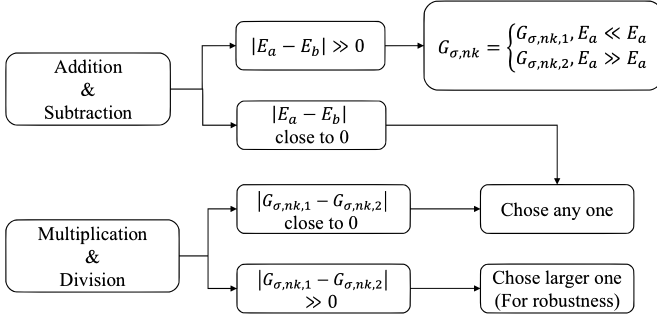 Addition
&
Subtraction
|E_a − E_b| ≫ 0
G_{σ,nk} = { G_{σ,nk,1}, E_a ≪ E_a
G_{σ,nk,2}, E_a ≫ E_a
|E_a − E_b|
close to 0
Multiplication
&
Division
|G_{σ,nk,1} − G_{σ,nk,2}|
close to 0
Chose any one
|G_{σ,nk,1} − G_{σ,nk,2}|
≫ 0
Chose larger one
(For robustness)